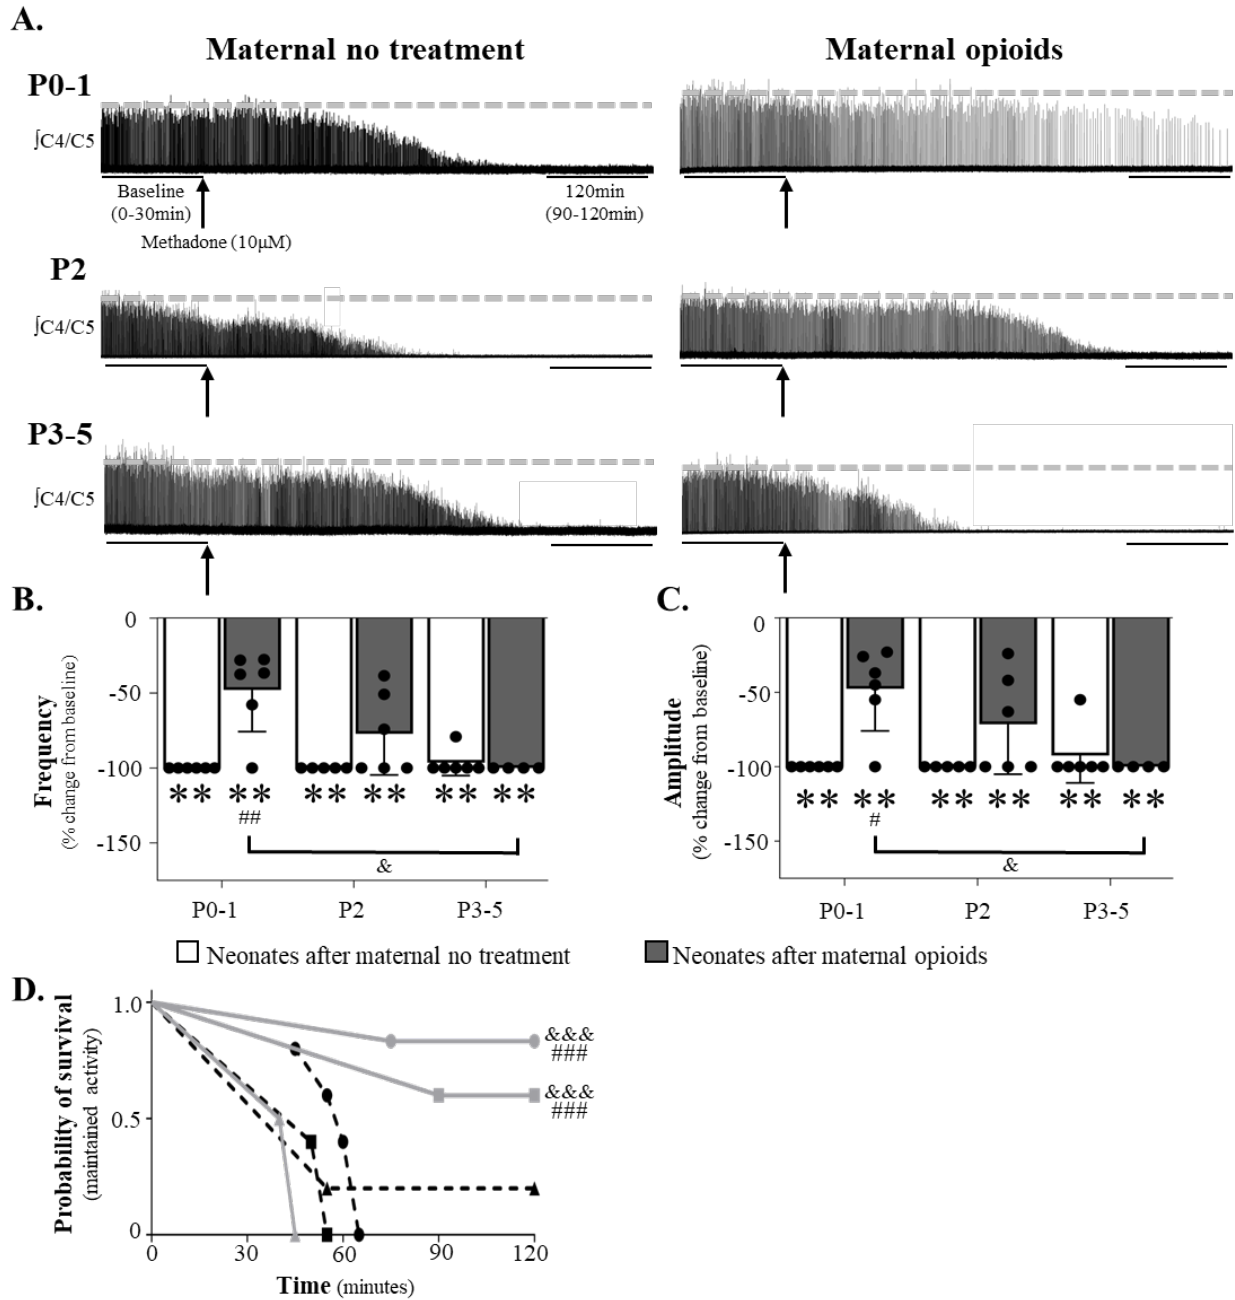 A.
Maternal no treatment
Maternal opioids
P0-1
∫C4/C5
Baseline
(0-30min)
120min
(90-120min)
Methadone (10μM)
P2
∫C4/C5
P3-5
∫C4/C5
B.
Frequency
(% change from baseline)
0
-50
-100
-150
** ** ** ** ** **
##
&
P0-1 P2 P3-5
C.
Amplitude
(% change from baseline)
0
-50
-100
-150
** ** ** ** ** **
#
&
P0-1 P2 P3-5
Neonates after maternal no treatment
Neonates after maternal opioids
D.
Probability of survival
(maintained activity)
1.0
0.5
0
&&&
###
&&&
###
0 30 60 90 120
Time (minutes)